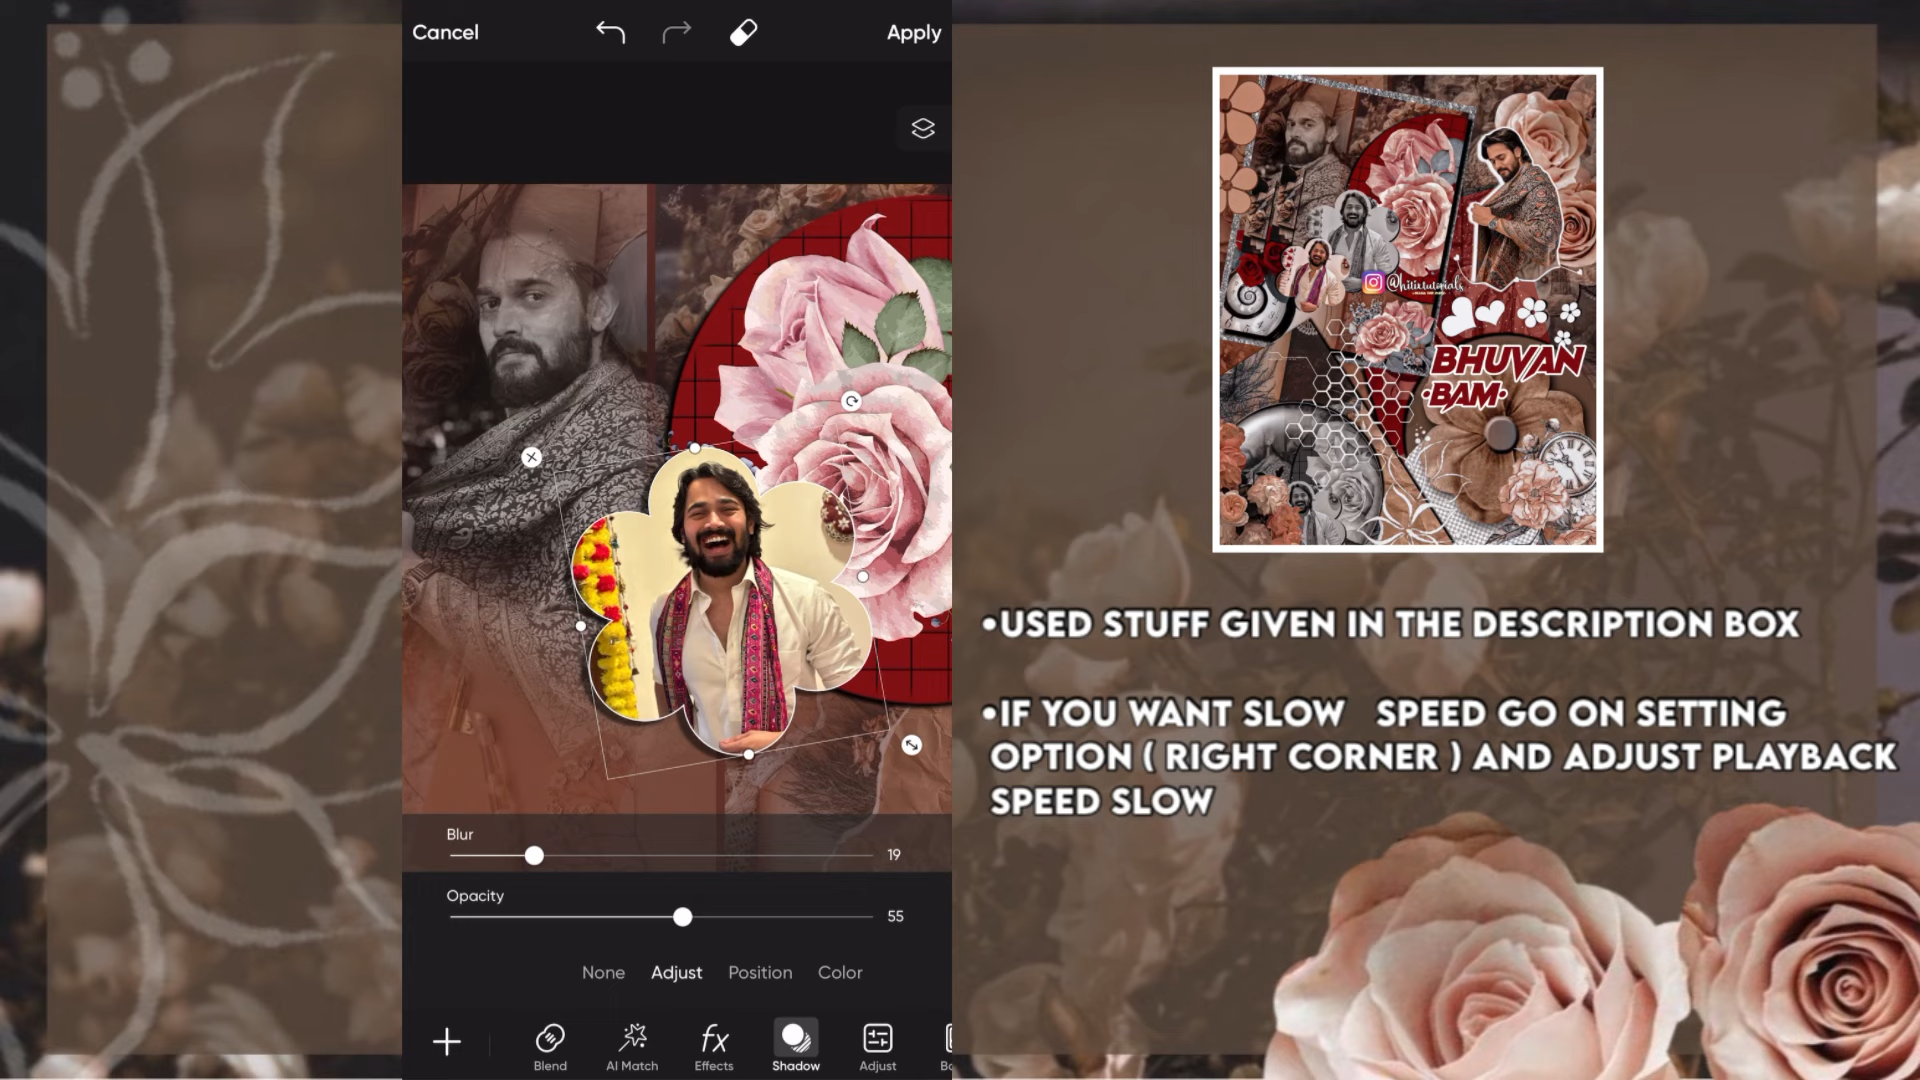 Cancel
Apply
Blur
19
Opacity
55
None Adjust Position Color
Blend AI Match Effects Shadow Adjust
BHUVAN
•BAM•
•USED STUFF GIVEN IN THE DESCRIPTION BOX
•IF YOU WANT SLOW SPEED GO ON SETTING
OPTION ( RIGHT CORNER ) AND ADJUST PLAYBACK
SPEED SLOW